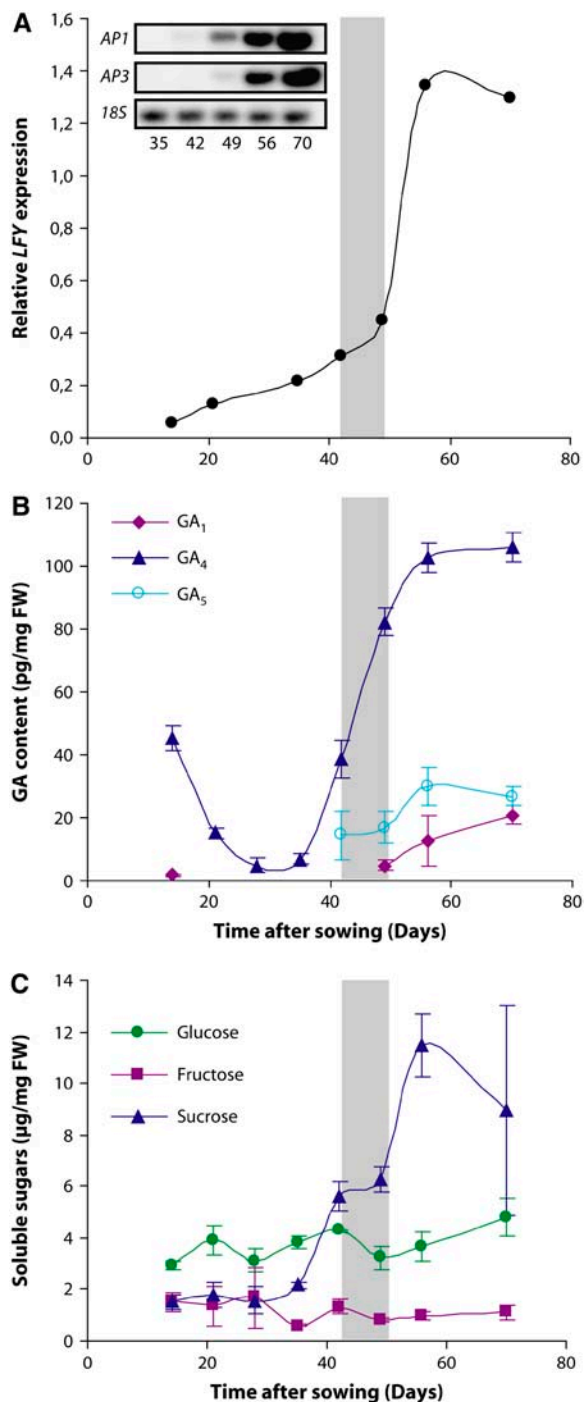 A
Relative LFY expression
1,6
1,4
1,2
1,0
0,8
0,6
0,4
0,2
0,0
AP1
AP3
18S
35 42 49 56 70
0 20 40 60 80
B
GA content (pg/mg FW)
120
100
80
60
40
20
0
GA₁
GA₄
GA₅
0 20 40 60 80
Time after sowing (Days)
C
Soluble sugars (µg/mg FW)
14
12
10
8
6
4
2
0
Glucose
Fructose
Sucrose
0 20 40 60 80
Time after sowing (Days)